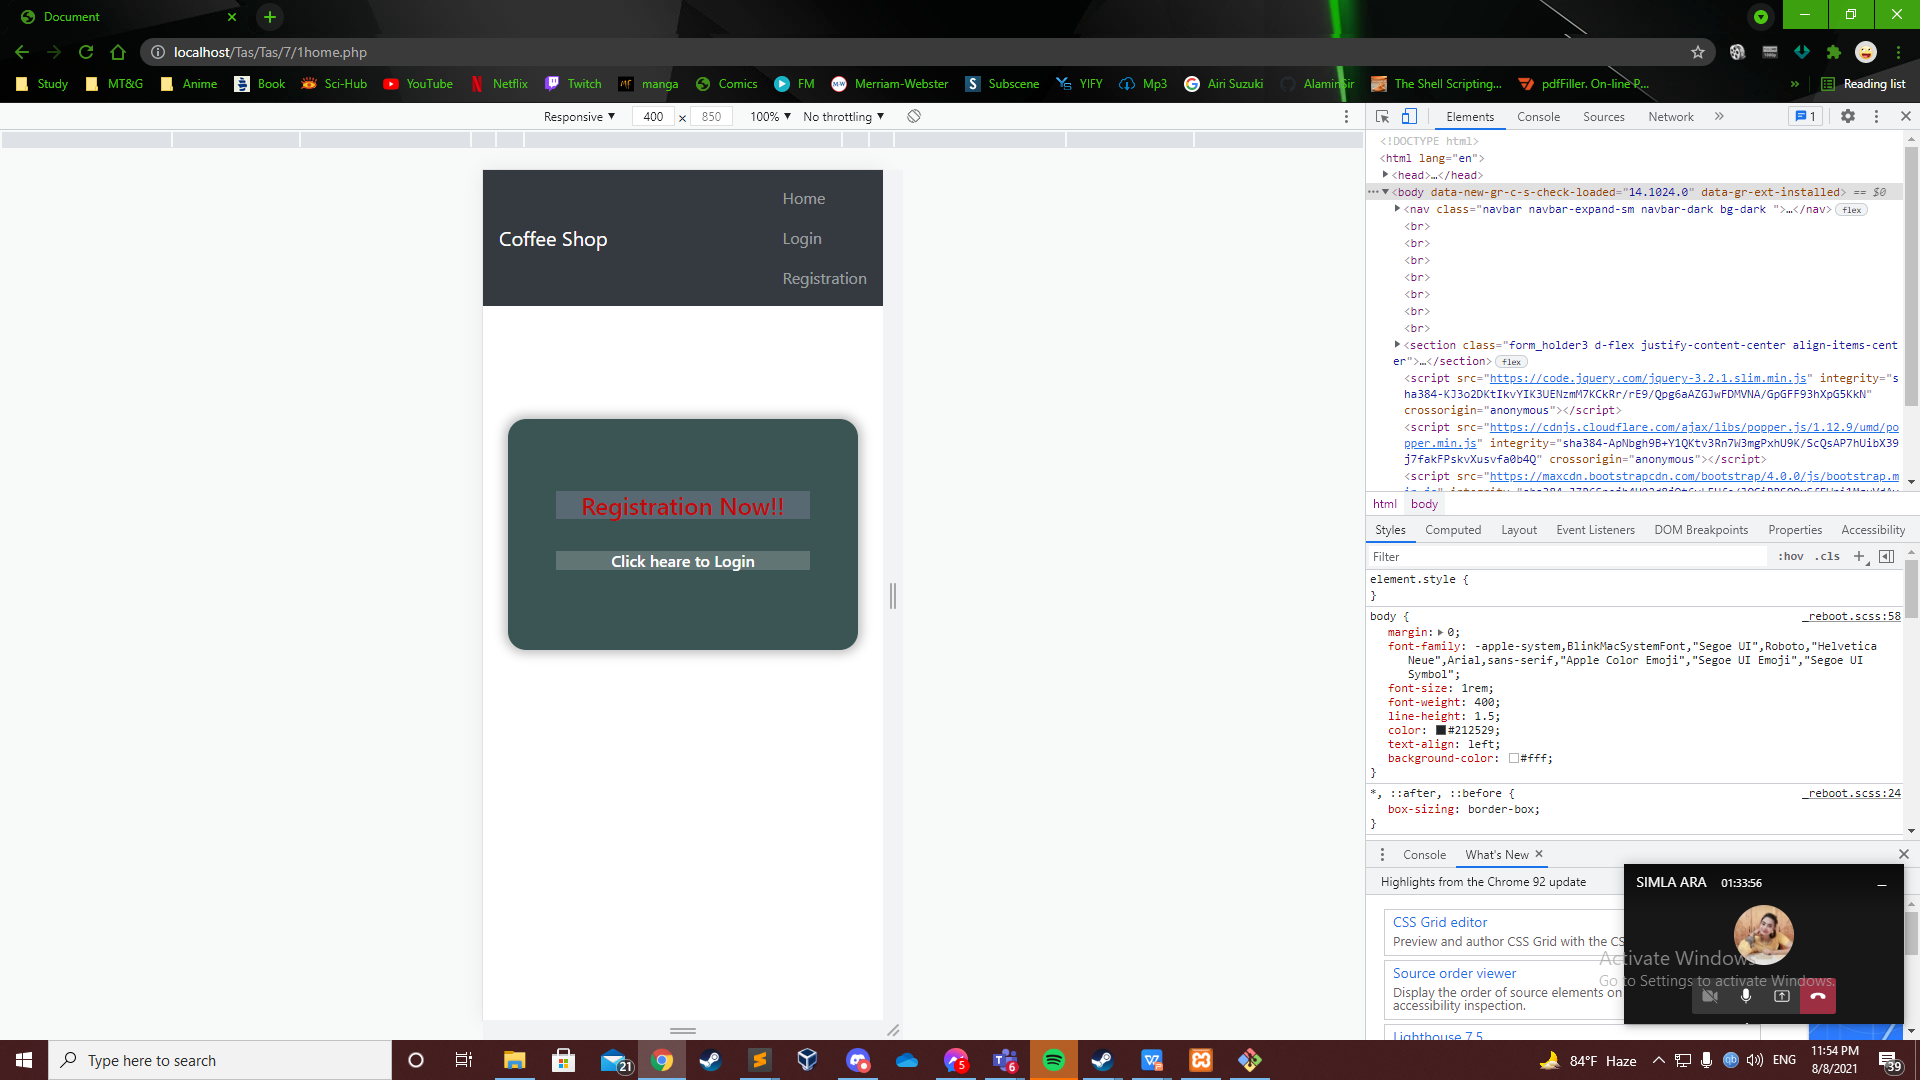 Document
localhost/Tas/Tas/7/1home.php
Study MT&G Anime Book Sci-Hub YouTube Netflix Twitch manga Comics FM Merriam-Webster Subscene YIFY Mp3 Airi Suzuki AlaminSir The Shell Scripting... pdfFiller. On-line P... » Reading list
Responsive 400 × 850 100% No throttling
Elements Console Sources Network » 1
<!DOCTYPE html>
<html lang="en">
<head>…</head>
<body data-new-gr-c-s-check-loaded="14.1024.0" data-gr-ext-installed> == $0
<nav class="navbar navbar-expand-sm navbar-dark bg-dark ">…</nav> flex
<br>
<br>
<br>
<br>
<br>
<br>
<br>
<section class="form_holder3 d-flex justify-content-center align-items-cent
er">…</section> flex
<script src="https://code.jquery.com/jquery-3.2.1.slim.min.js" integrity="s
ha384-KJ3o2DKtIkvYIK3UENzmM7KCkRr/rE9/Qpg6aAZGJwFDMVNA/GpGFF93hXpG5KkN"
crossorigin="anonymous"></script>
<script src="https://cdnjs.cloudflare.com/ajax/libs/popper.js/1.12.9/umd/po
pper.min.js" integrity="sha384-ApNbgh9B+Y1QKtv3Rn7W3mgPxhU9K/ScQsAP7hUibX39
j7fakFPskvXusvfa0b4Q" crossorigin="anonymous"></script>
<script src="https://maxcdn.bootstrapcdn.com/bootstrap/4.0.0/js/bootstrap.m
html body
Styles Computed Layout Event Listeners DOM Breakpoints Properties Accessibility
Filter :hov .cls +
element.style {
}
body { _reboot.scss:58
margin: 0;
font-family: -apple-system,BlinkMacSystemFont,"Segoe UI",Roboto,"Helvetica
Neue",Arial,sans-serif,"Apple Color Emoji","Segoe UI Emoji","Segoe UI
Symbol";
font-size: 1rem;
font-weight: 400;
line-height: 1.5;
color: #212529;
text-align: left;
background-color: #fff;
}
*, ::after, ::before { _reboot.scss:24
box-sizing: border-box;
}
Console What's New
Highlights from the Chrome 92 update
CSS Grid editor
Preview and author CSS Grid with the CS
Source order viewer
Display the order of source elements on
accessibility inspection.
Lighthouse 7.5
Home
Coffee Shop Login
Registration
Registration Now!!
Click heare to Login
SIMLA ARA 01:33:56
Activate Windows
Go to Settings to activate Windows.
Type here to search
21
5
6
84°F Haze ENG 11:54 PM
8/8/2021
39